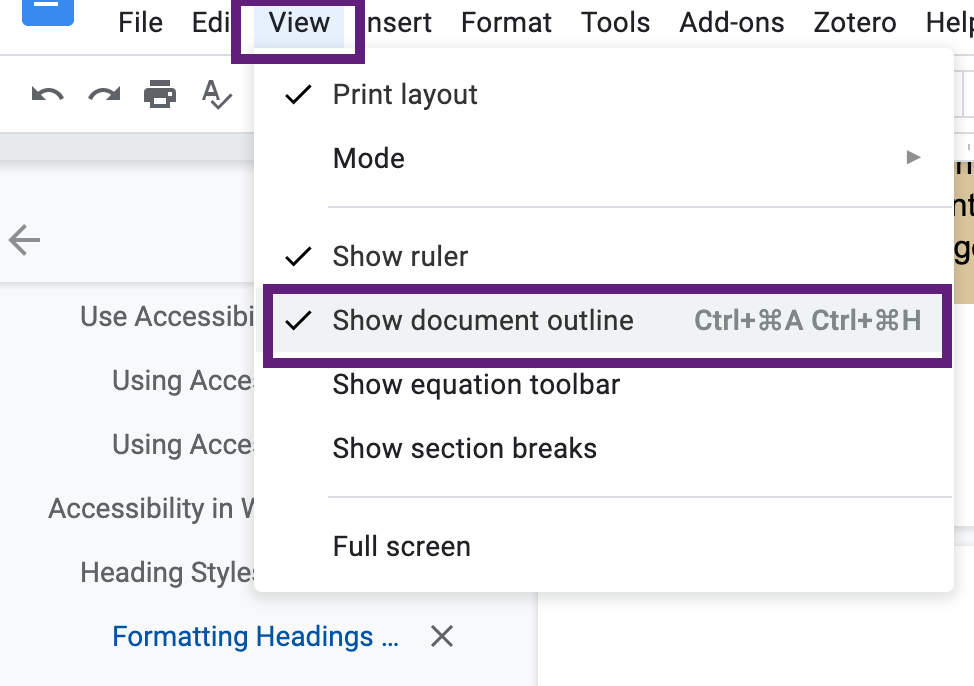 File Edi View nsert Format Tools Add-ons Zotero Help
Print layout
Mode
Show ruler
Show document outline Ctrl+⌘A Ctrl+⌘H
Show equation toolbar
Show section breaks
Full screen
Use Accessibi
Using Acce
Using Acce
Accessibility in
Heading Styles
Formatting Headings ...